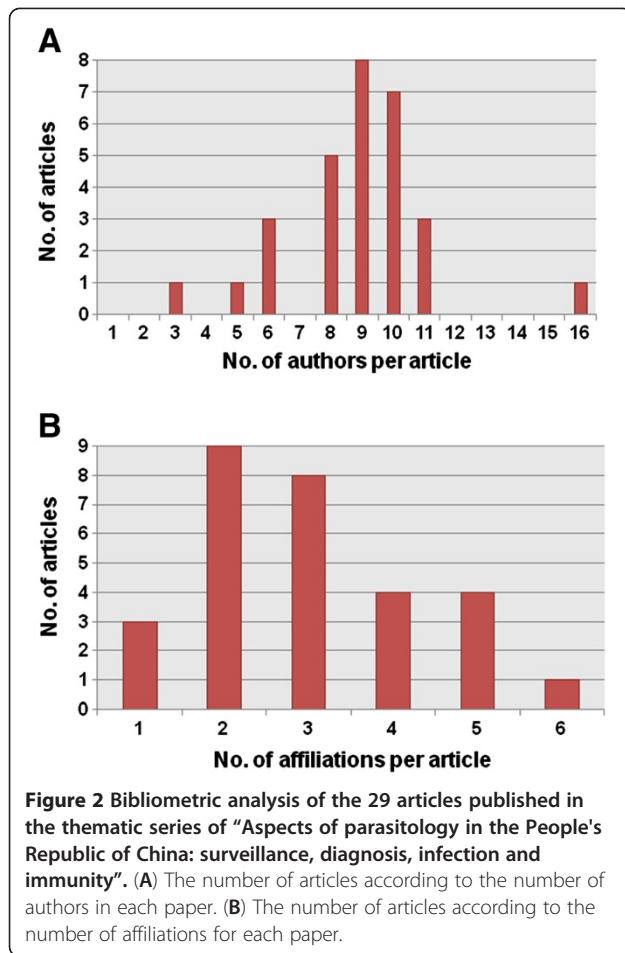 A
8
7
6
5
4
3
2
1
0
No. of articles
1 2 3 4 5 6 7 8 9 10 11 12 13 14 15 16
No. of authors per article
B
9
8
7
6
5
4
3
2
1
0
No. of articles
1 2 3 4 5 6
No. of affiliations per article
Figure 2 Bibliometric analysis of the 29 articles published in
the thematic series of “Aspects of parasitology in the People's
Republic of China: surveillance, diagnosis, infection and
immunity”. (A) The number of articles according to the number of
authors in each paper. (B) The number of articles according to the
number of affiliations for each paper.